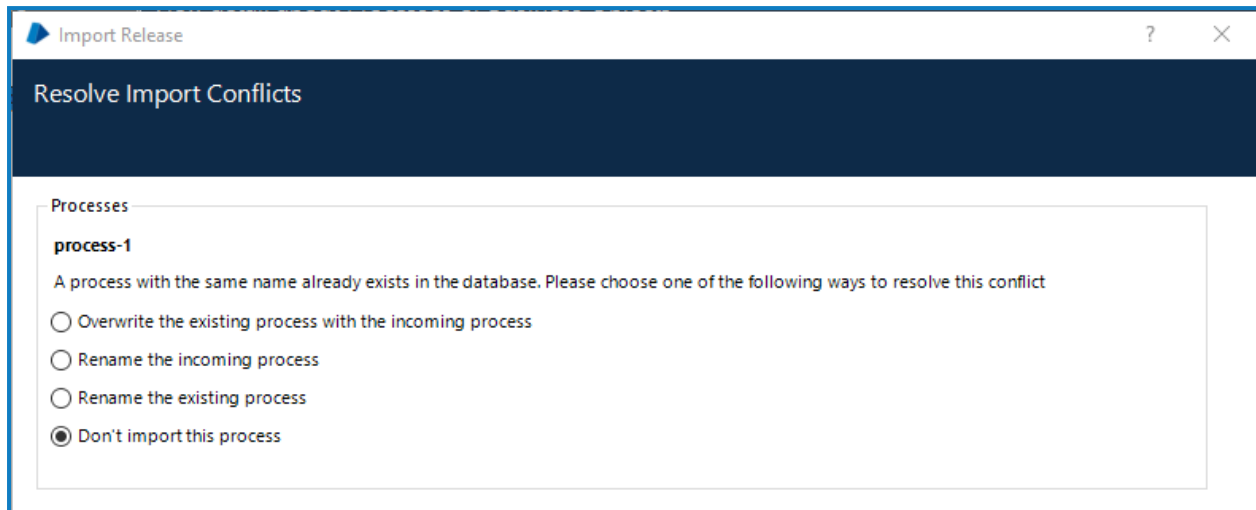 Import Release
?
Resolve Import Conflicts
Processes
process-1
A process with the same name already exists in the database. Please choose one of the following ways to resolve this conflict
Overwrite the existing process with the incoming process
Rename the incoming process
Rename the existing process
Don't import this process